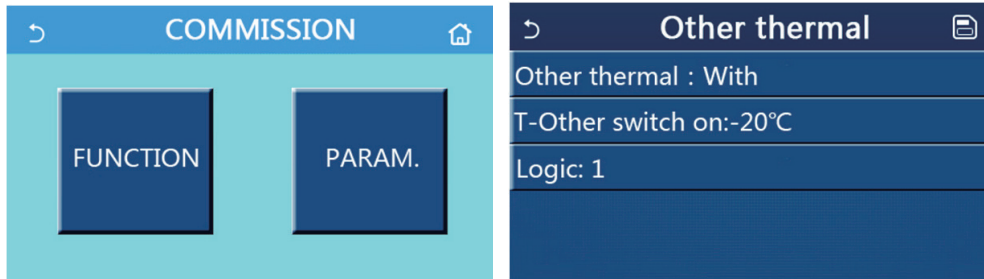 COMMISSION
FUNCTION
PARAM.
Other thermal
Other thermal : With
T-Other switch on:-20℃
Logic: 1